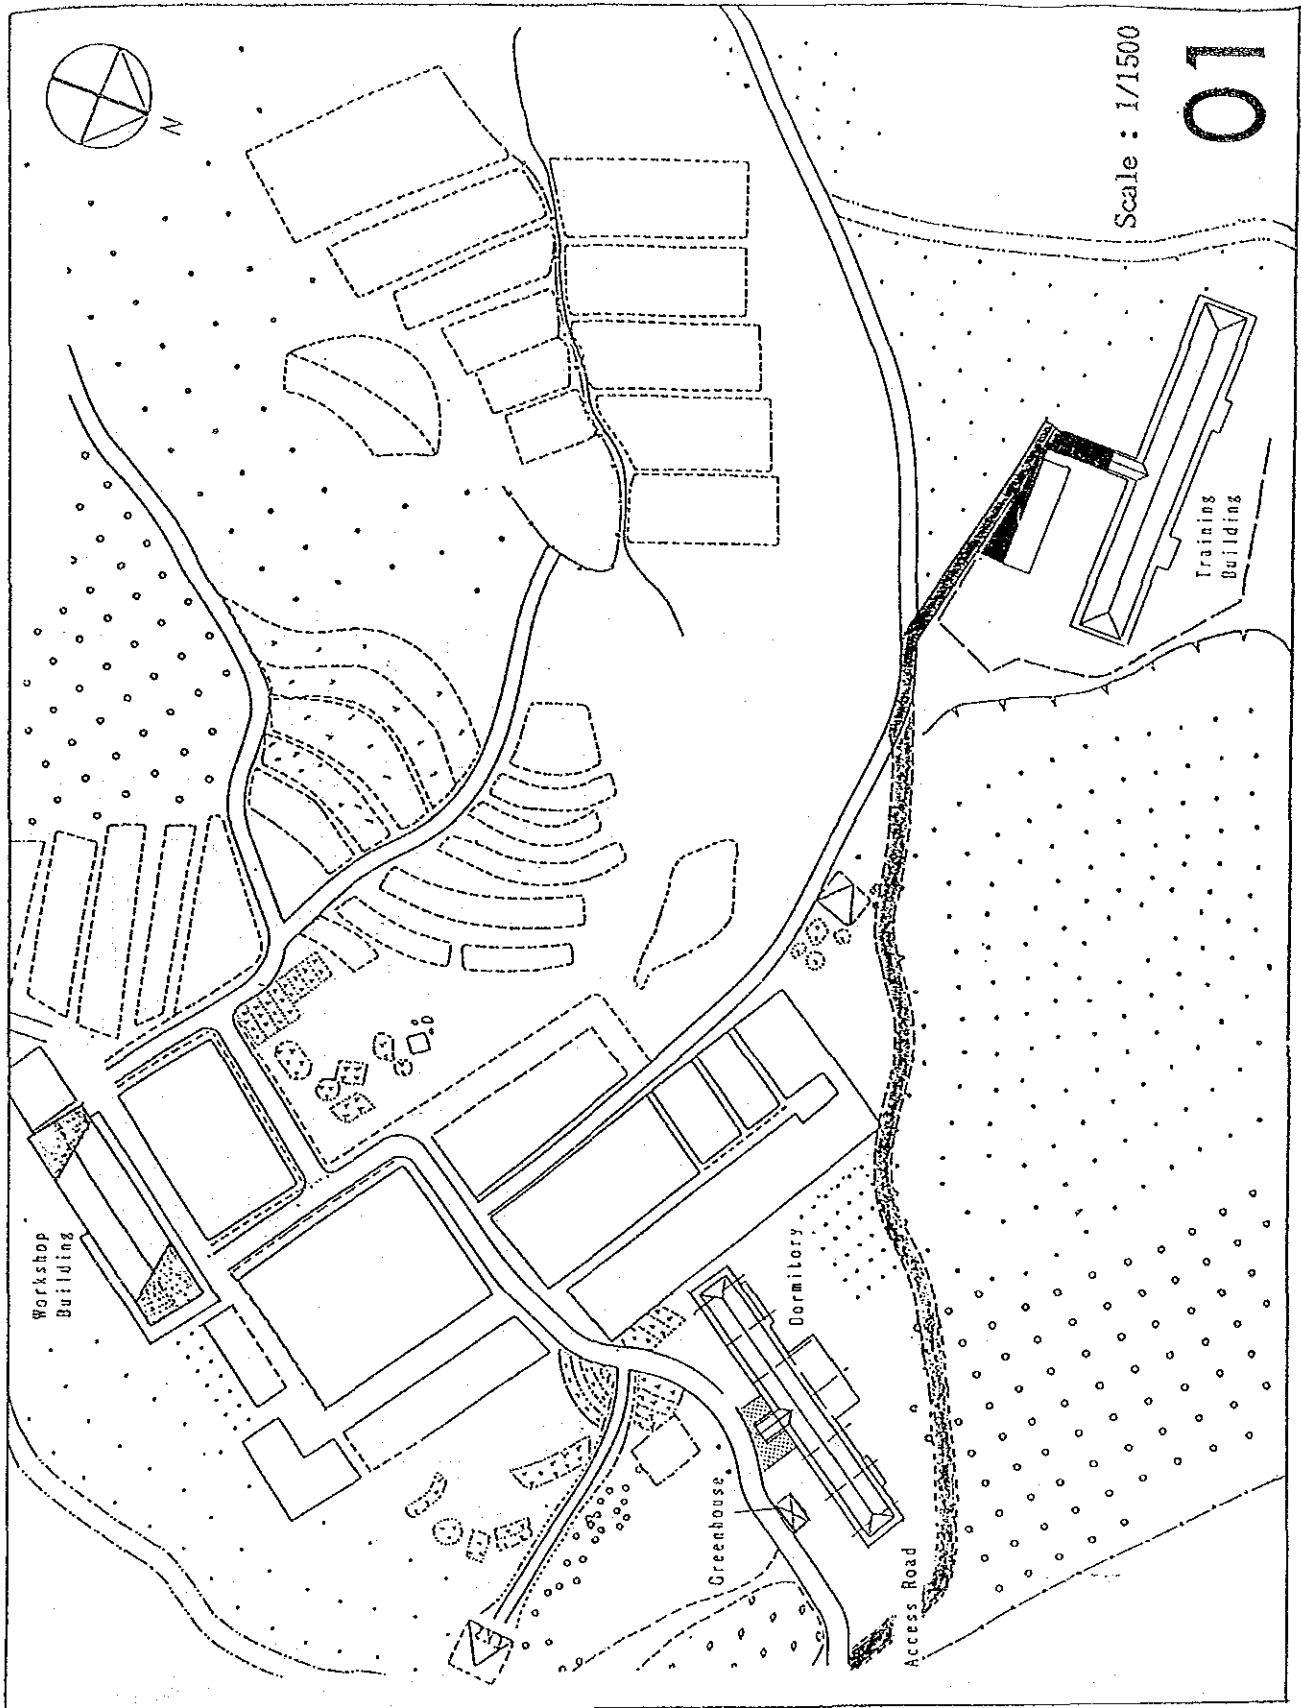 N
Scale : 1/1500
01
Training
Building
Workshop
Building
Dormitory
Greenhouse
Access Road